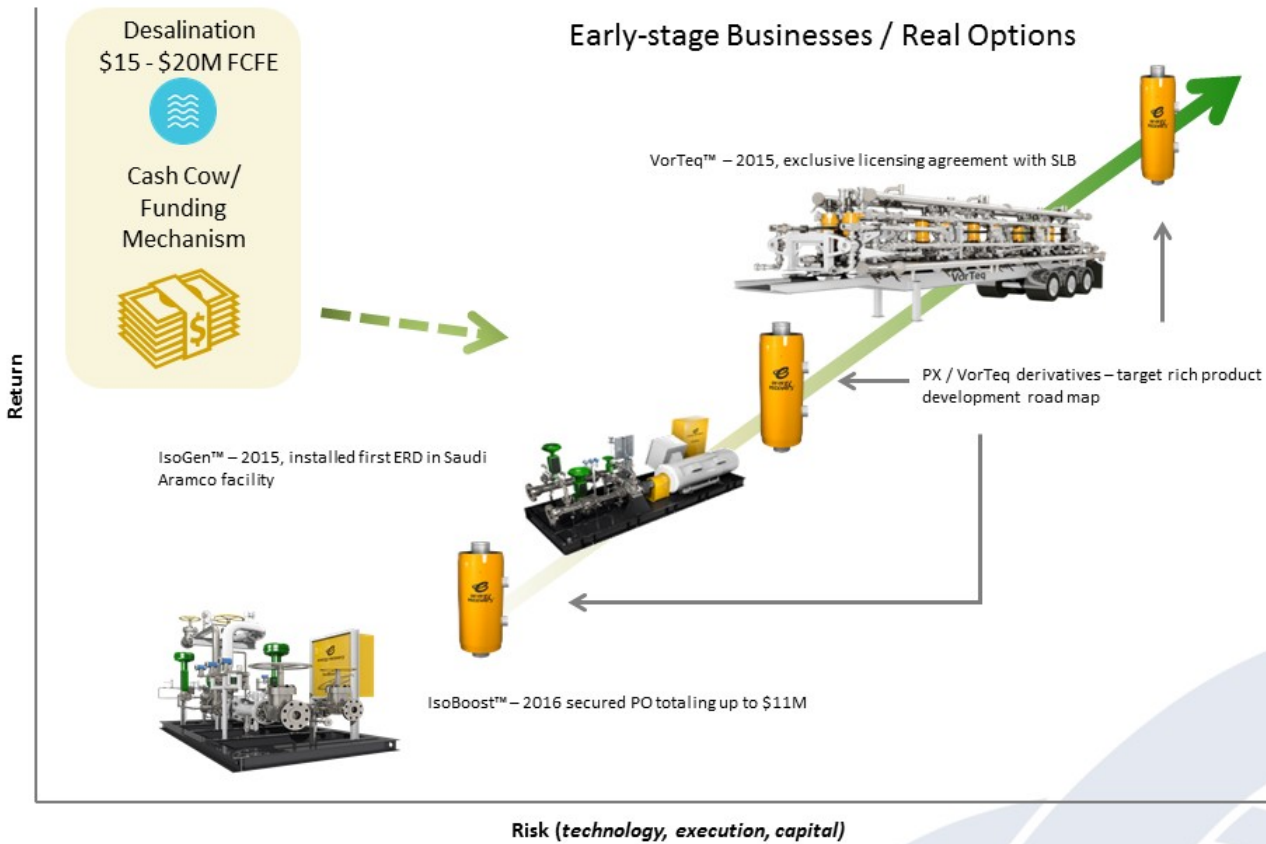 Desalination
$15 - $20M FCFE
Cash Cow/
Funding
Mechanism
$
Early-stage Businesses / Real Options
VorTeq™ – 2015, exclusive licensing agreement with SLB
VorTeq
PX / VorTeq derivatives – target rich product
development road map
IsoGen™ – 2015, installed first ERD in Saudi
Aramco facility
IsoBoost™ – 2016 secured PO totaling up to $11M
energy recovery
Return
Risk (technology, execution, capital)